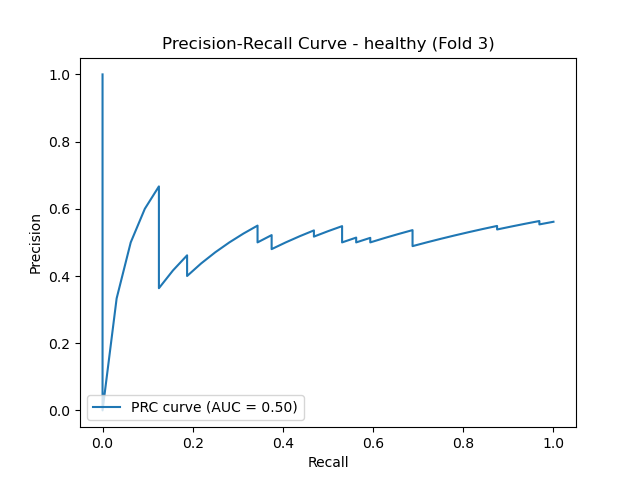 Precision-Recall Curve - healthy (Fold 3)
1.0
0.8
0.6
0.4
0.2
0.0
Precision
PRC curve (AUC = 0.50)
0.0 0.2 0.4 0.6 0.8 1.0
Recall